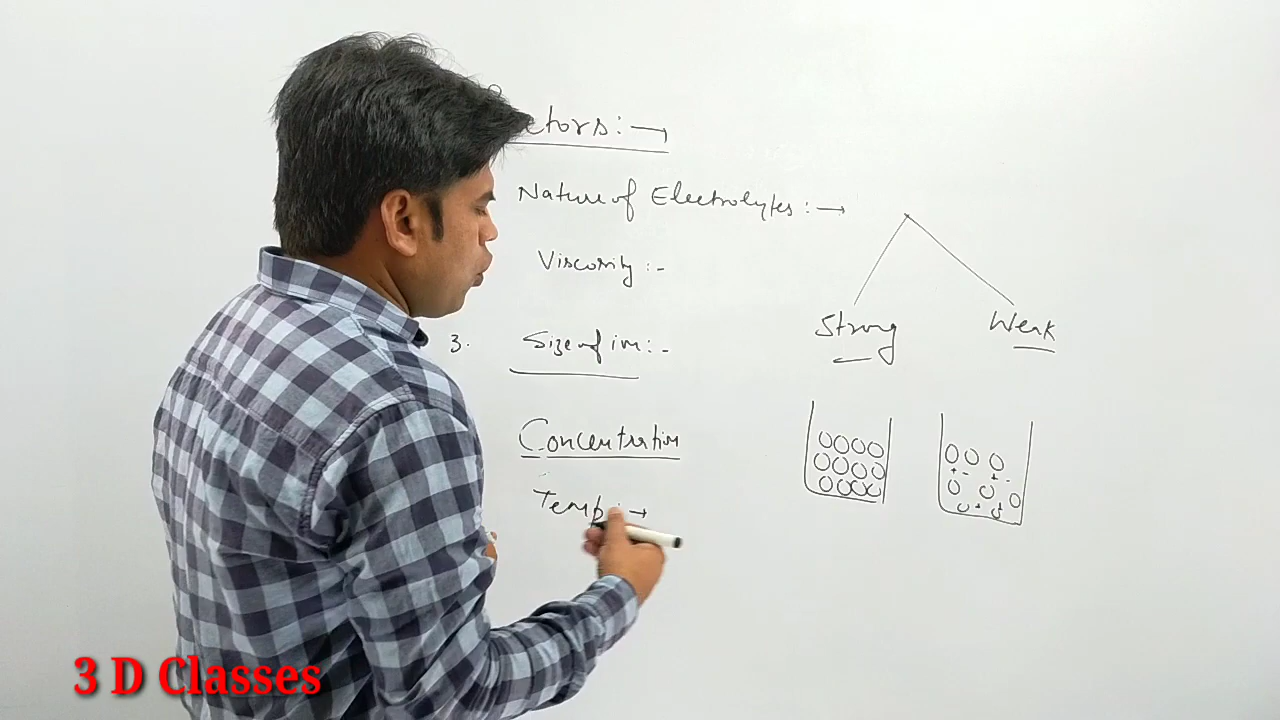 ctors :→
Nature of Electrolytes :→
Viscosity :-
3. Size of ion :-
Strong
Weak
Concentration
Temp :→
3 D Classes